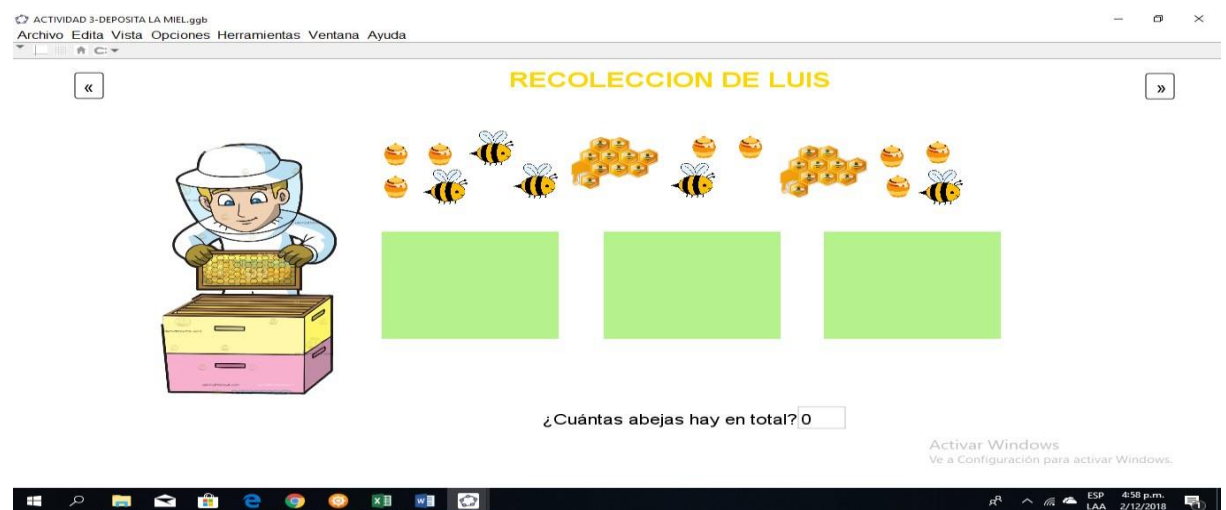 ACTIVIDAD 3-DEPOSITA LA MIEL.ggb
Archivo Edita Vista Opciones Herramientas Ventana Ayuda
«
RECOLECCION DE LUIS
»
¿Cuántas abejas hay en total? 0
Activar Windows
Ve a Configuración para activar Windows.
ESP 4:58 p.m.
LAA 2/12/2018